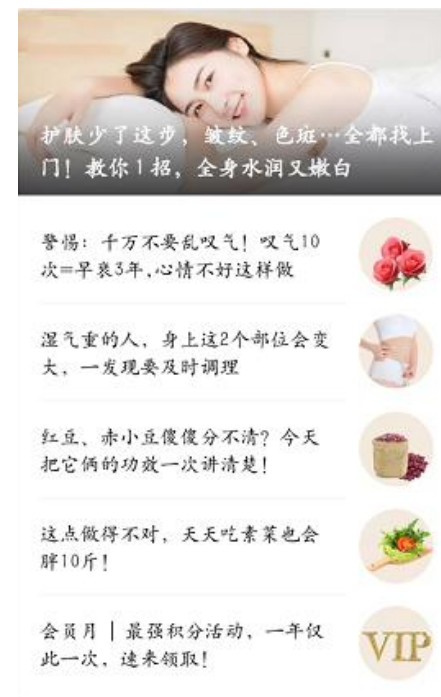 护肤少了这步，皱纹、色斑…全都找上
门！教你1招，全身水润又嫩白
警惕：千万不要乱叹气！叹气10
次=早衰3年,心情不好这样做
湿气重的人，身上这2个部位会变
大，一发现要及时调理
红豆、赤小豆傻傻分不清？今天
把它俩的功效一次讲清楚！
这点做得不对，天天吃素菜也会
胖10斤！
会员月｜最强积分活动，一年仅
此一次，速来领取！
VIP